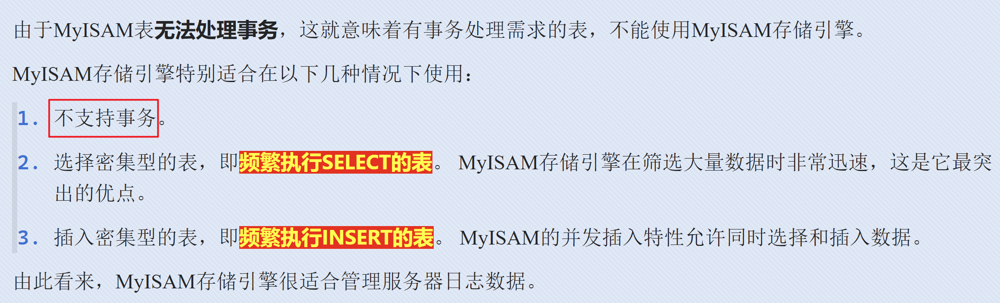 由于MyISAM表无法处理事务，这就意味着有事务处理需求的表，不能使用MyISAM存储引擎。
MyISAM存储引擎特别适合在以下几种情况下使用：
1. 不支持事务。
2. 选择密集型的表，即频繁执行SELECT的表。 MyISAM存储引擎在筛选大量数据时非常迅速，这是它最突
出的优点。
3. 插入密集型的表，即频繁执行INSERT的表。 MyISAM的并发插入特性允许同时选择和插入数据。
由此看来，MyISAM存储引擎很适合管理服务器日志数据。